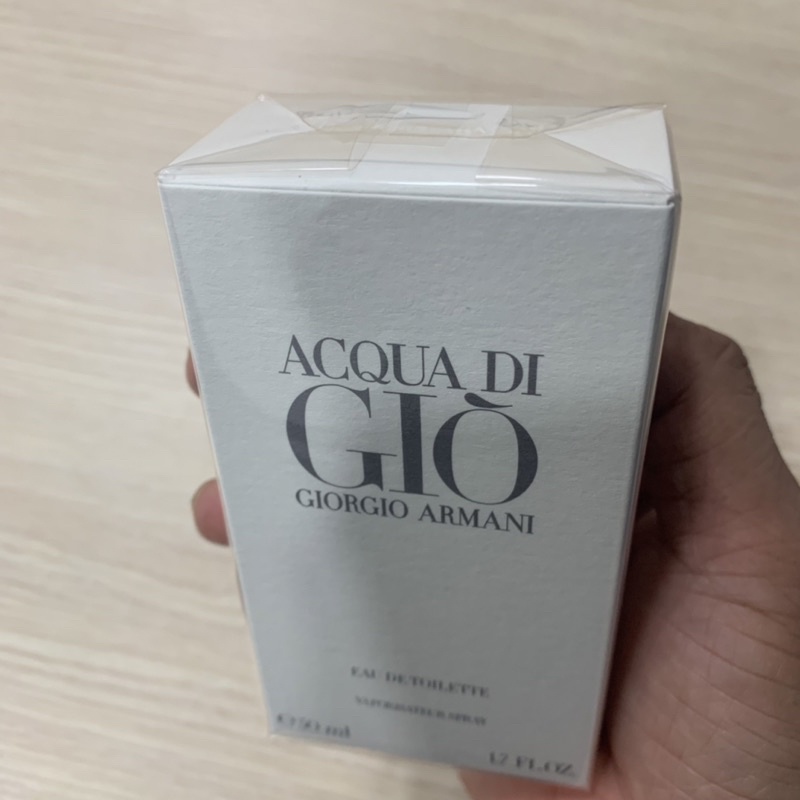 ACQUA DI
GIÒ
GIORGIO ARMANI
EAU DE TOILETTE
VAPORISATEUR SPRAY
℮ 50 ml
1.7 FL.OZ.